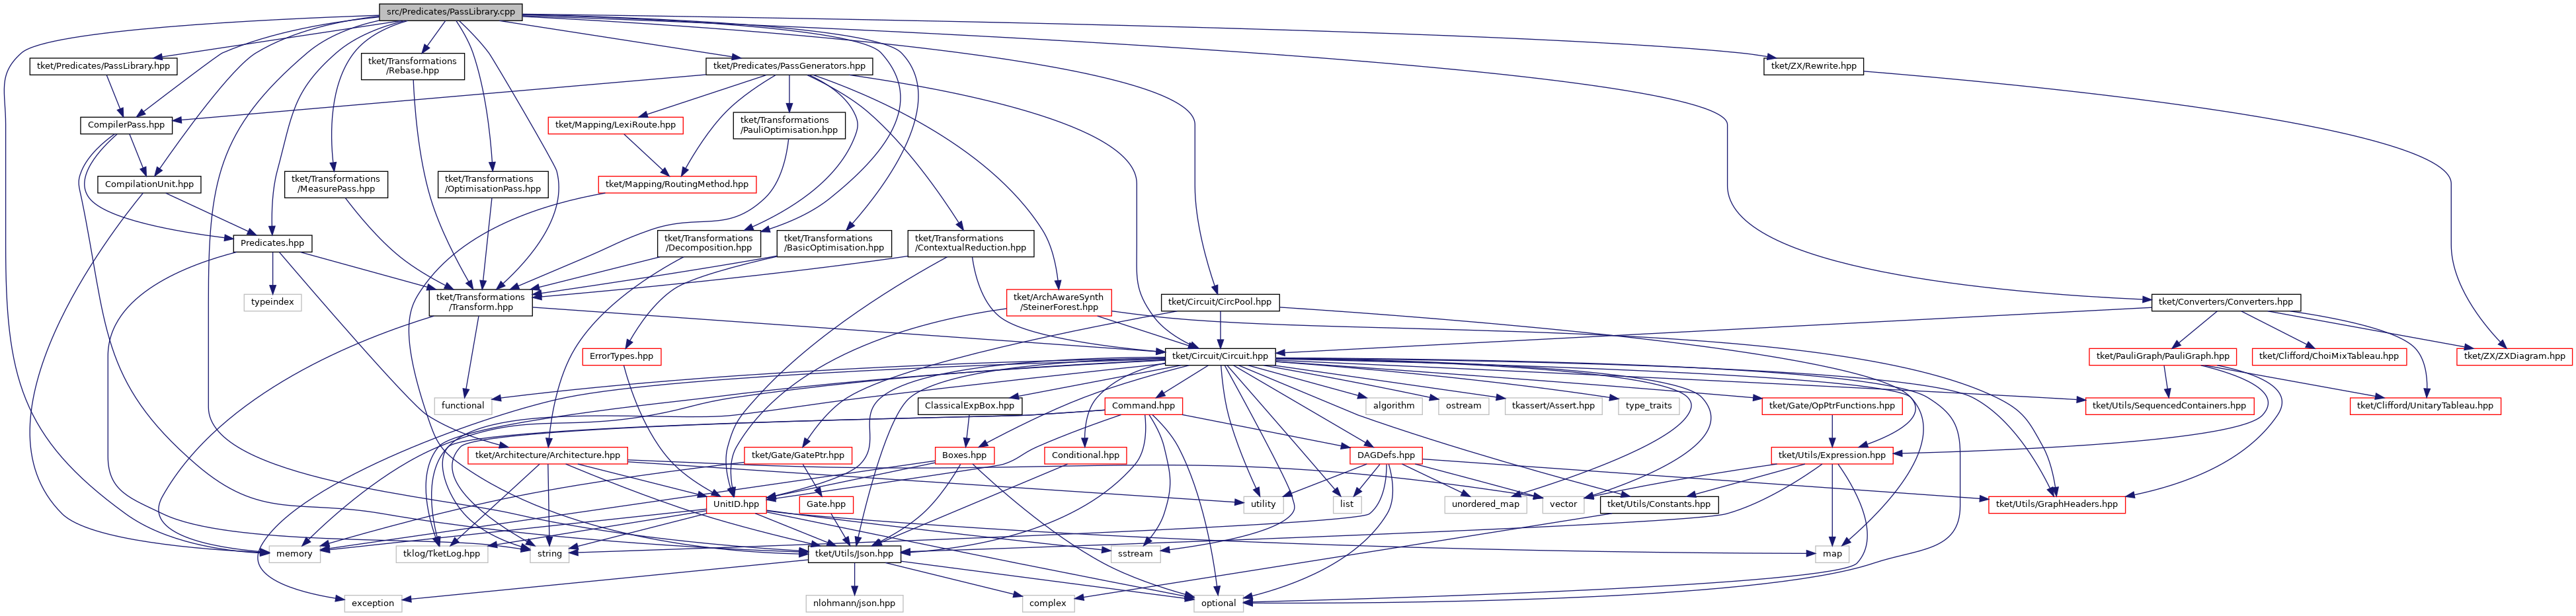 src/Predicates/PassLibrary.cpp
tket/Predicates/PassLibrary.hpp
tket/Transformations
/Rebase.hpp
tket/Predicates/PassGenerators.hpp
tket/ZX/Rewrite.hpp
CompilerPass.hpp
tket/Mapping/LexiRoute.hpp
tket/Transformations
/PauliOptimisation.hpp
CompilationUnit.hpp
tket/Transformations
/MeasurePass.hpp
tket/Transformations
/OptimisationPass.hpp
tket/Mapping/RoutingMethod.hpp
Predicates.hpp
tket/Transformations
/Decomposition.hpp
tket/Transformations
/BasicOptimisation.hpp
tket/Transformations
/ContextualReduction.hpp
typeindex
tket/Transformations
/Transform.hpp
tket/ArchAwareSynth
/SteinerForest.hpp
tket/Circuit/CircPool.hpp
tket/Converters/Converters.hpp
ErrorTypes.hpp
tket/Circuit/Circuit.hpp
tket/PauliGraph/PauliGraph.hpp
tket/Clifford/ChoiMixTableau.hpp
tket/ZX/ZXDiagram.hpp
functional
ClassicalExpBox.hpp
Command.hpp
algorithm
ostream
tkassert/Assert.hpp
type_traits
tket/Gate/OpPtrFunctions.hpp
tket/Utils/SequencedContainers.hpp
tket/Clifford/UnitaryTableau.hpp
tket/Architecture/Architecture.hpp
tket/Gate/GatePtr.hpp
Boxes.hpp
Conditional.hpp
DAGDefs.hpp
tket/Utils/Expression.hpp
UnitID.hpp
Gate.hpp
utility
list
unordered_map
vector
tket/Utils/Constants.hpp
tket/Utils/GraphHeaders.hpp
memory
tklog/TketLog.hpp
string
tket/Utils/Json.hpp
sstream
map
exception
nlohmann/json.hpp
complex
optional